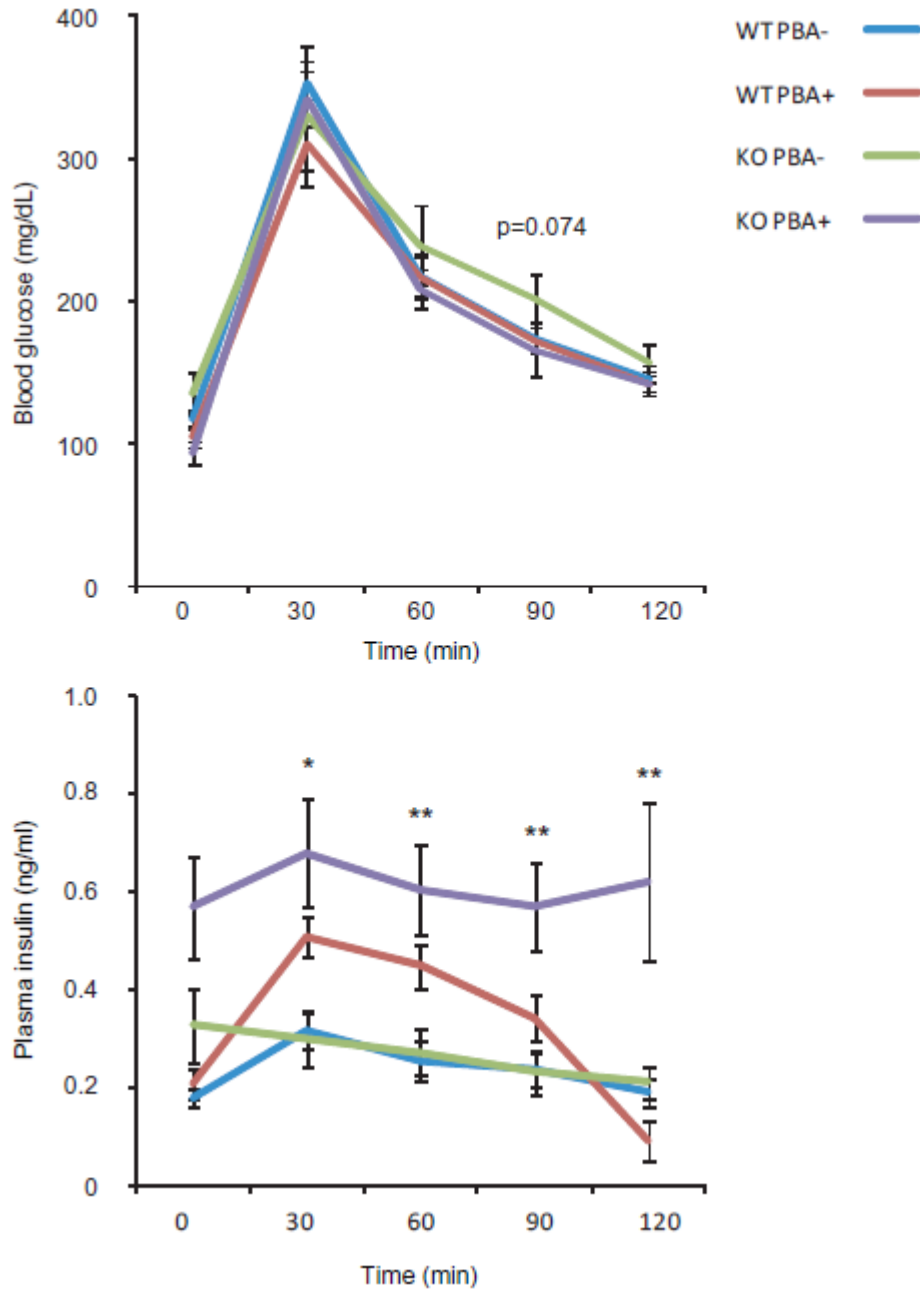 400
300
200
100
0
Blood glucose (mg/dL)
p=0.074
0 30 60 90 120
Time (min)
WT PBA-
WT PBA+
KO PBA-
KO PBA+
1.0
0.8
0.6
0.4
0.2
0
Plasma insulin (ng/ml)
*
**
**
**
0 30 60 90 120
Time (min)